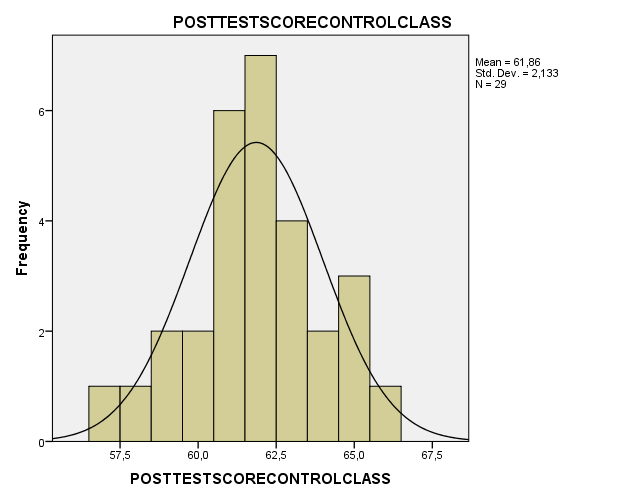 POSTTESTSCORECONTROLCLASS
Mean = 61,86
Std. Dev. = 2,133
N = 29
Frequency
6
4
2
0
57,5 60,0 62,5 65,0 67,5
POSTTESTSCORECONTROLCLASS